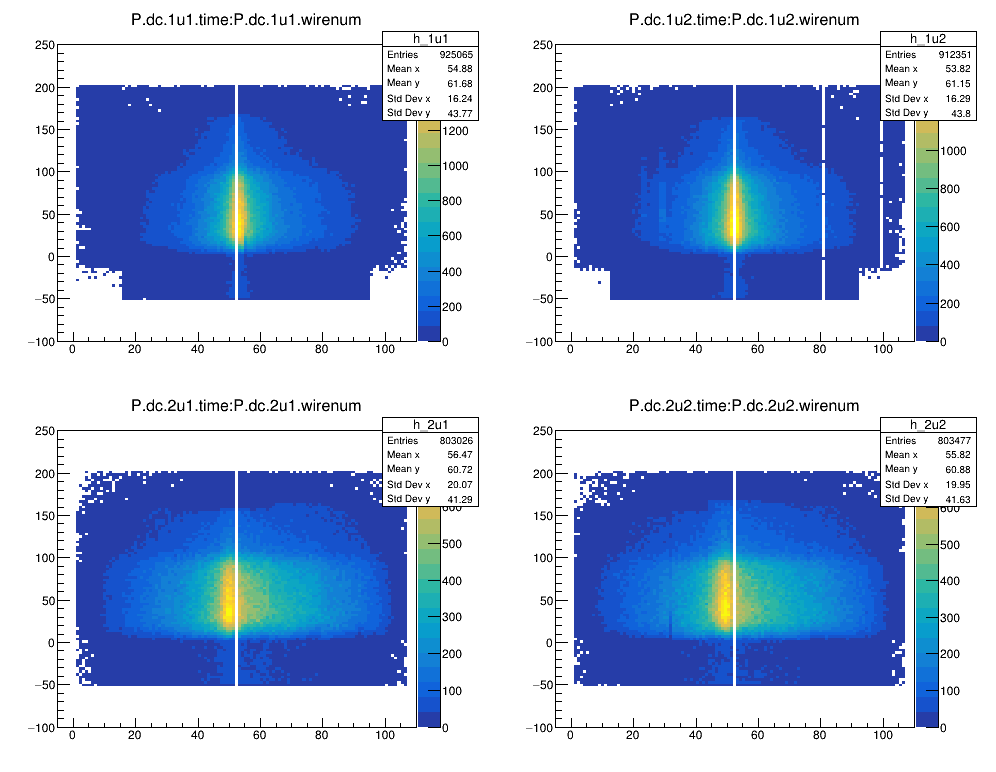 P.dc.1u1.time:P.dc.1u1.wirenum
h_1u1
Entries 925065
Mean x 54.88
Mean y 61.68
Std Dev x 16.24
Std Dev y 43.77
250
200
150
100
50
0
−50
−100
0 20 40 60 80 100
1200
1000
800
600
400
200
0
P.dc.1u2.time:P.dc.1u2.wirenum
h_1u2
Entries 912351
Mean x 53.82
Mean y 61.15
Std Dev x 16.29
Std Dev y 43.8
250
200
150
100
50
0
−50
−100
0 20 40 60 80 100
1000
800
600
400
200
0
P.dc.2u1.time:P.dc.2u1.wirenum
h_2u1
Entries 803026
Mean x 56.47
Mean y 60.72
Std Dev x 20.07
Std Dev y 41.29
250
200
150
100
50
0
−50
−100
0 20 40 60 80 100
600
500
400
300
200
100
0
P.dc.2u2.time:P.dc.2u2.wirenum
h_2u2
Entries 803477
Mean x 55.82
Mean y 60.88
Std Dev x 19.95
Std Dev y 41.63
250
200
150
100
50
0
−50
−100
0 20 40 60 80 100
600
500
400
300
200
100
0